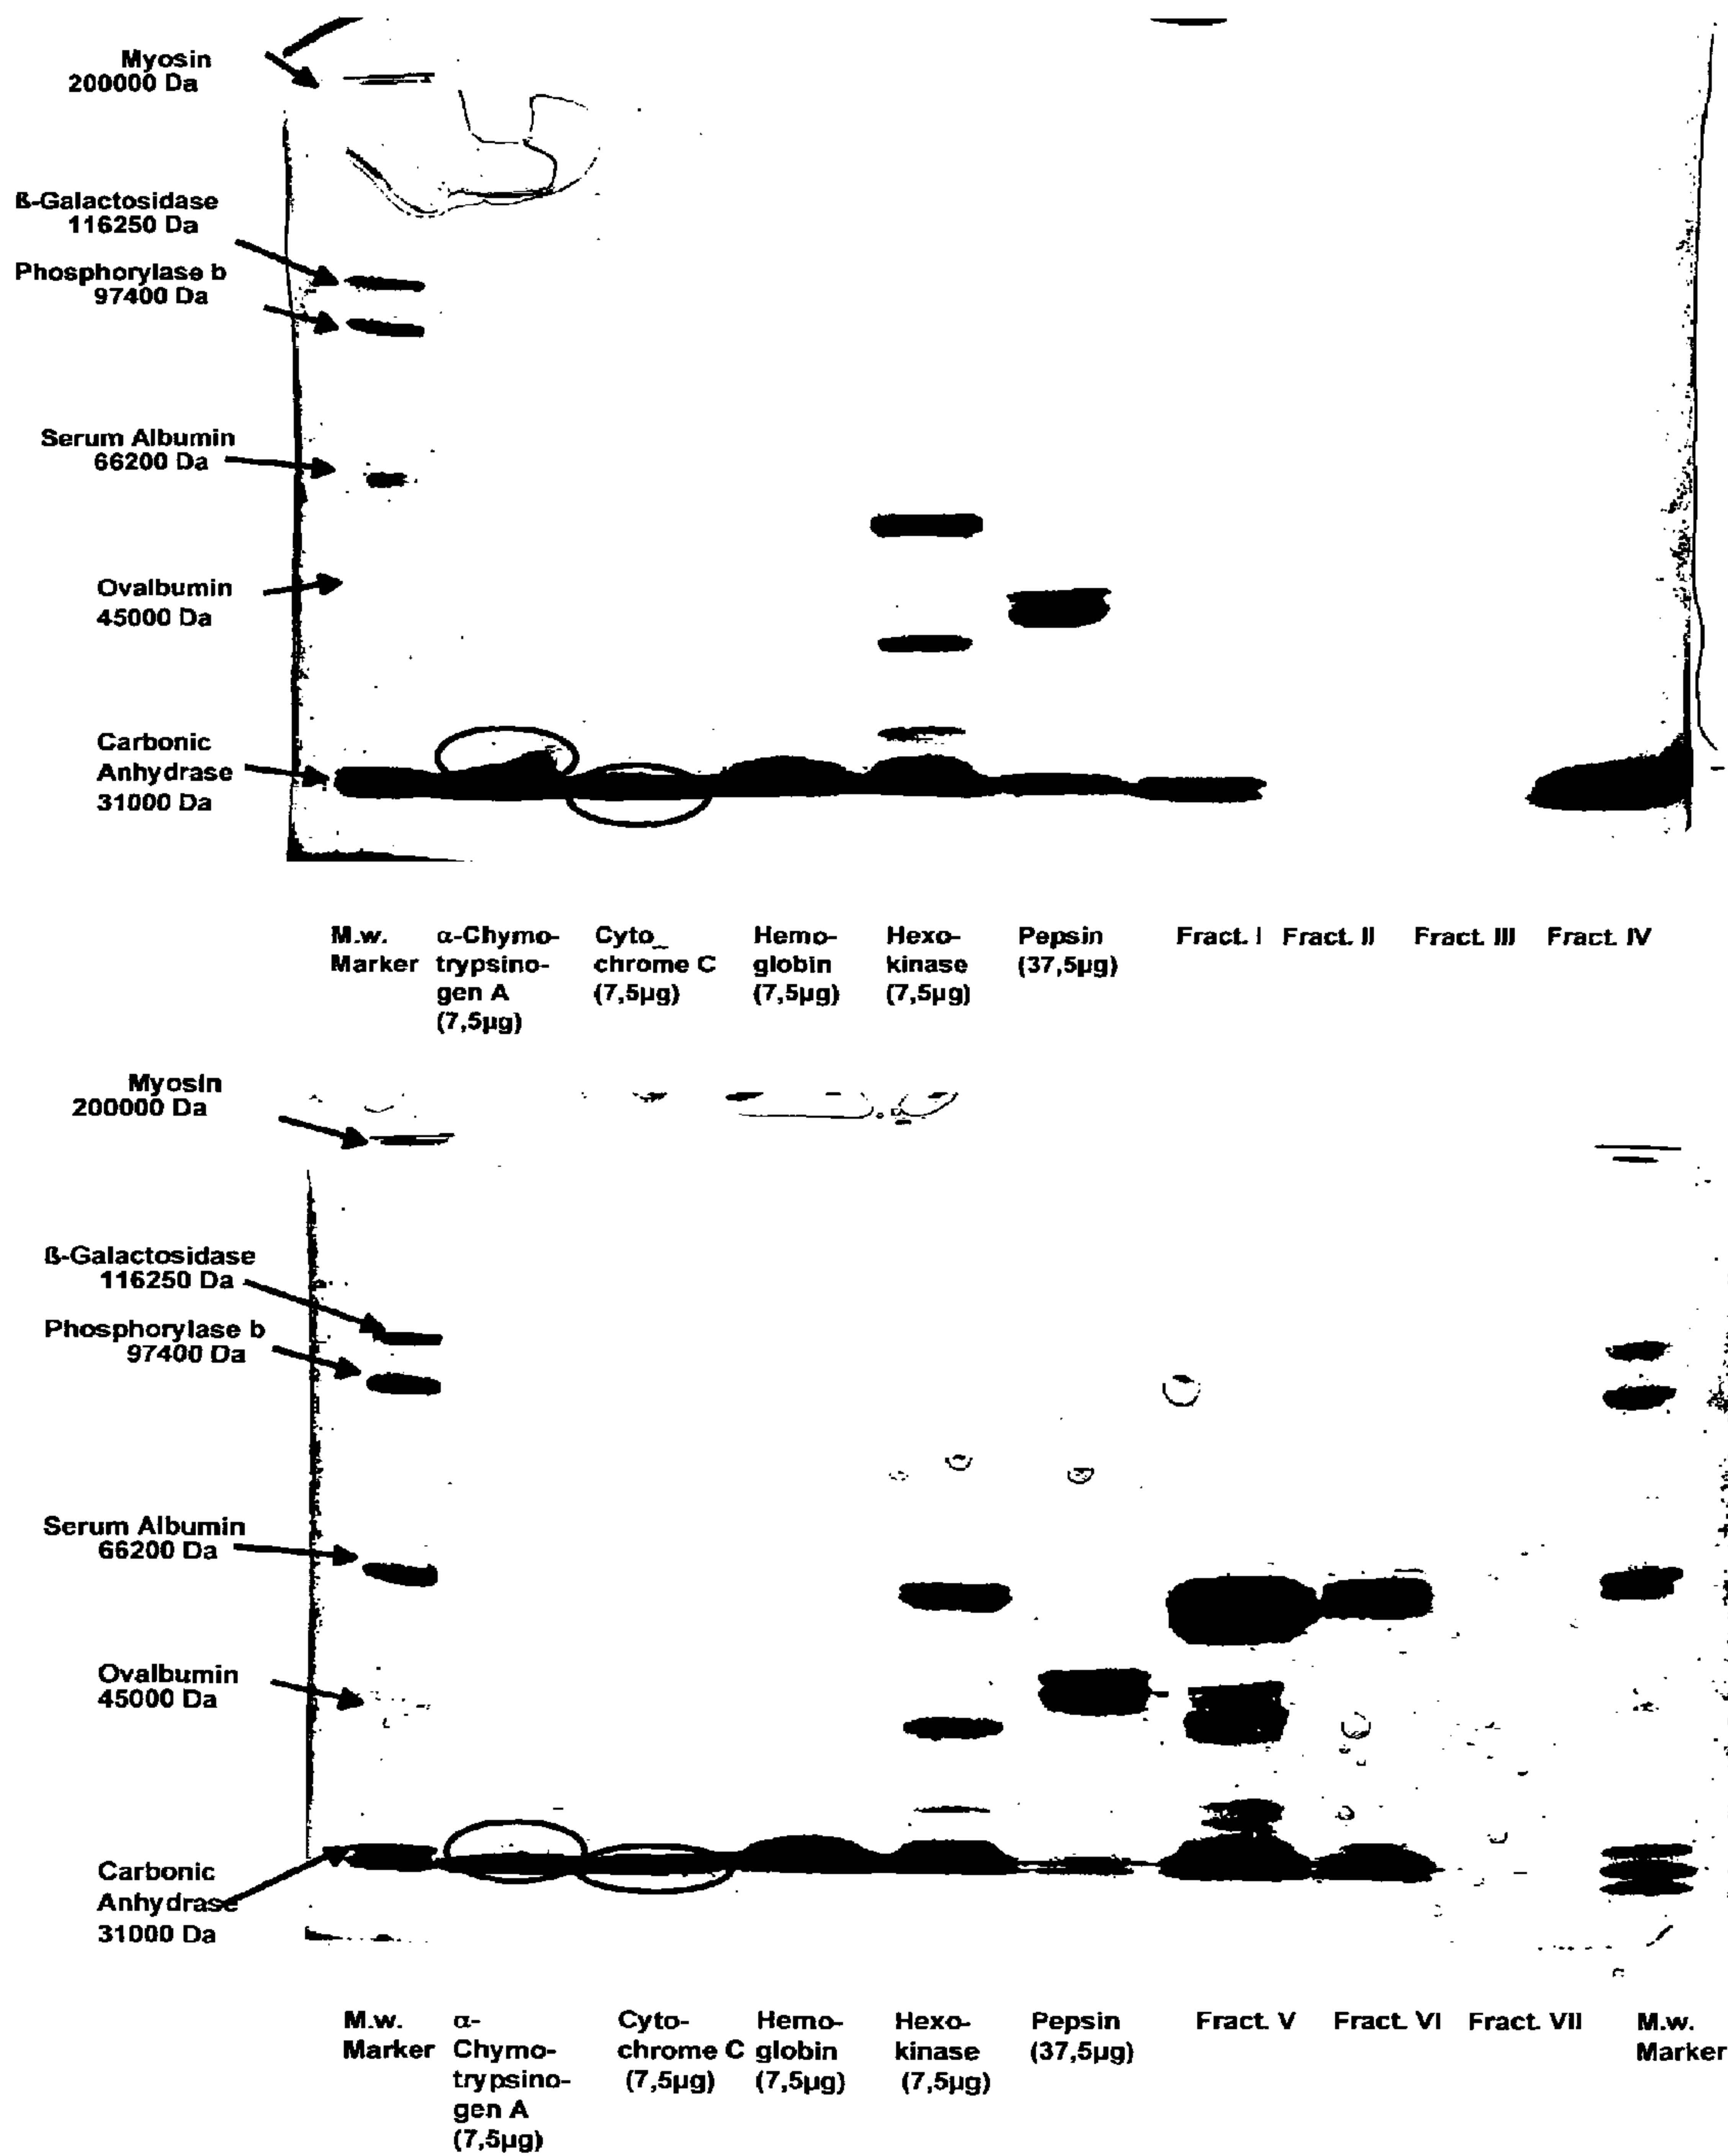 Myosin
200000 Da
ß-Galactosidase
116250 Da
Phosphorylase b
97400 Da
Serum Albumin
66200 Da
Ovalbumin
45000 Da
Carbonic
Anhydrase
31000 Da
M.w. α-Chymo- Cyto_ Hemo- Hexo- Pepsin Fract. I Fract. II Fract. III Fract. IV
Marker trypsino- chrome C globin kinase (37,5µg)
gen A (7,5µg) (7,5µg) (7,5µg)
(7,5µg)
Myosin
200000 Da
ß-Galactosidase
116250 Da
Phosphorylase b
97400 Da
Serum Albumin
66200 Da
Ovalbumin
45000 Da
Carbonic
Anhydrase
31000 Da
M.w. α- Cyto- Hemo- Hexo- Pepsin Fract. V Fract. VI Fract. VII M.w.
Marker Chymo- chrome C globin kinase (37,5µg) Marker
trypsino- (7,5µg) (7,5µg) (7,5µg)
gen A
(7,5µg)